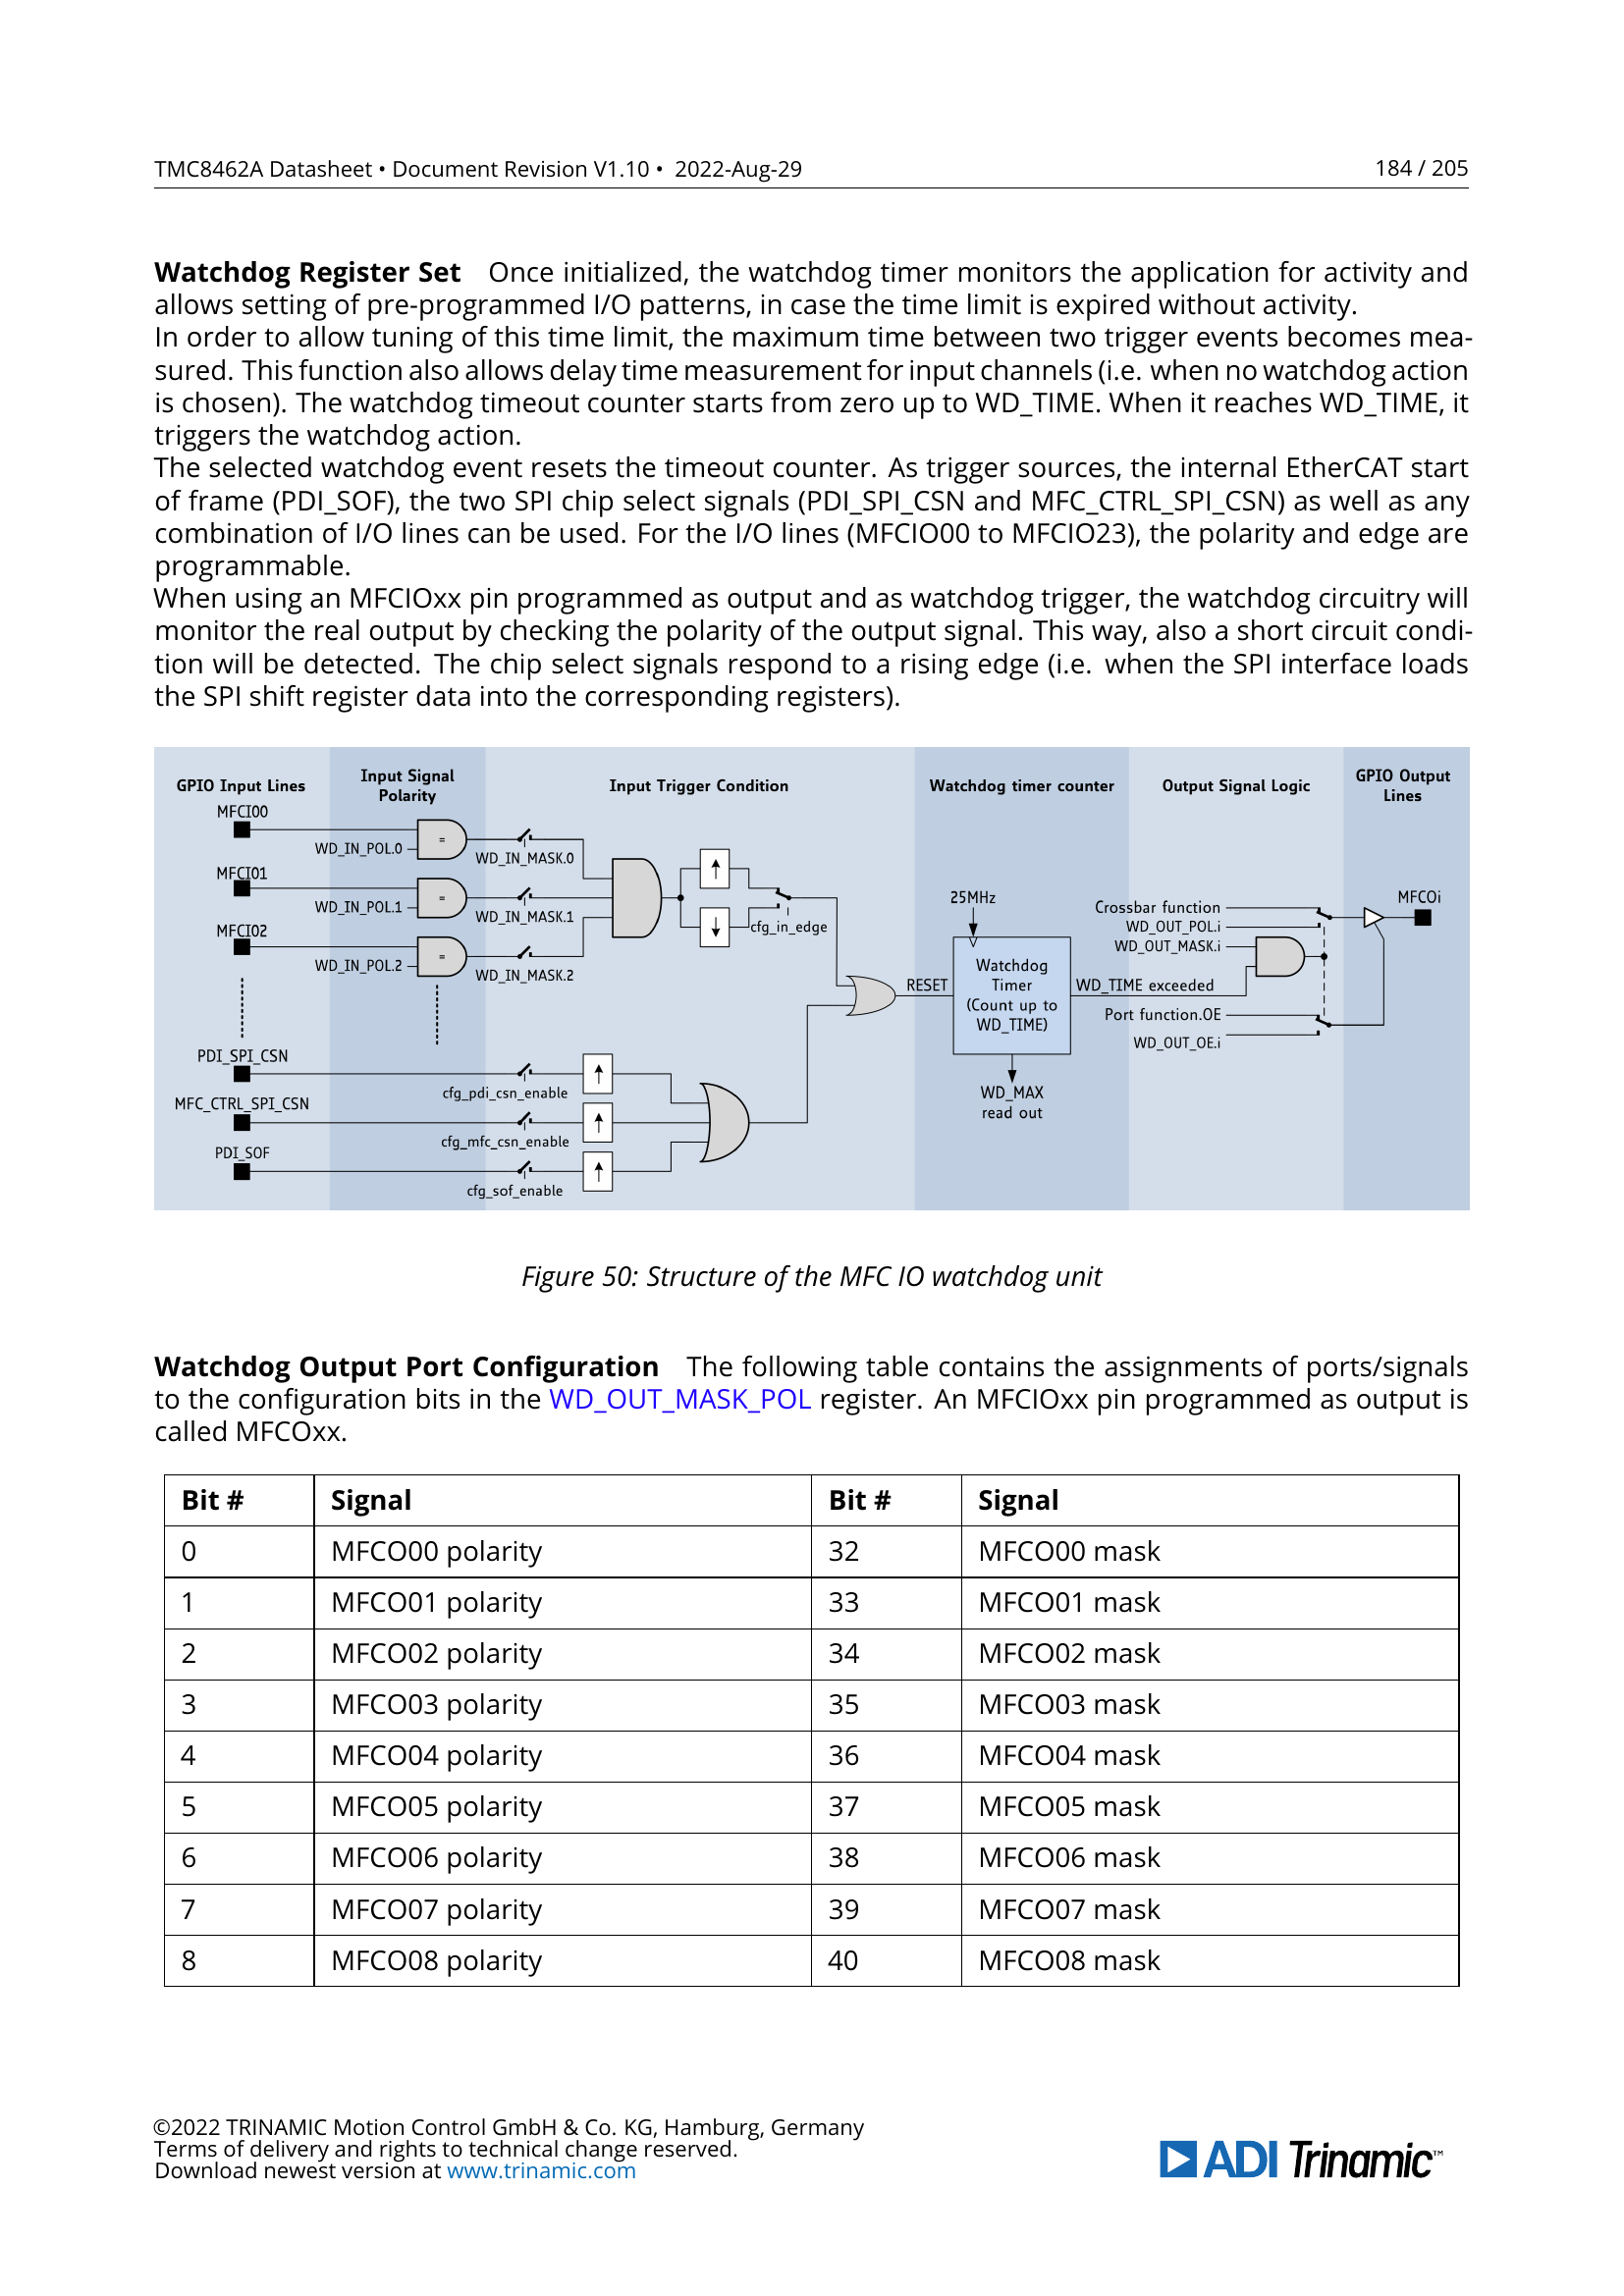 TMC8462A Datasheet • Document Revision V1.10 • 2022-Aug-29
184 / 205
Watchdog Register Set Once initialized, the watchdog timer monitors the application for activity and
allows setting of pre-programmed I/O patterns, in case the time limit is expired without activity.
In order to allow tuning of this time limit, the maximum time between two trigger events becomes mea-
sured. This function also allows delay time measurement for input channels (i.e. when no watchdog action
is chosen). The watchdog timeout counter starts from zero up to WD_TIME. When it reaches WD_TIME, it
triggers the watchdog action.
The selected watchdog event resets the timeout counter. As trigger sources, the internal EtherCAT start
of frame (PDI_SOF), the two SPI chip select signals (PDI_SPI_CSN and MFC_CTRL_SPI_CSN) as well as any
combination of I/O lines can be used. For the I/O lines (MFCIO00 to MFCIO23), the polarity and edge are
programmable.
When using an MFCIOxx pin programmed as output and as watchdog trigger, the watchdog circuitry will
monitor the real output by checking the polarity of the output signal. This way, also a short circuit condi-
tion will be detected. The chip select signals respond to a rising edge (i.e. when the SPI interface loads
the SPI shift register data into the corresponding registers).
GPIO Input Lines
Input Signal
Polarity
Input Trigger Condition
Watchdog timer counter
Output Signal Logic
GPIO Output
Lines
MFCI00
WD_IN_POL.0
=
WD_IN_MASK.0
MFCI01
WD_IN_POL.1
=
WD_IN_MASK.1
MFCI02
WD_IN_POL.2
=
WD_IN_MASK.2
cfg_in_edge
PDI_SPI_CSN
cfg_pdi_csn_enable
MFC_CTRL_SPI_CSN
cfg_mfc_csn_enable
PDI_SOF
cfg_sof_enable
RESET
25MHz
Watchdog
Timer
(Count up to
WD_TIME)
WD_MAX
read out
WD_TIME exceeded
Crossbar function
WD_OUT_POL.i
WD_OUT_MASK.i
Port function.OE
WD_OUT_OE.i
MFCOi
Figure 50: Structure of the MFC IO watchdog unit
Watchdog Output Port Configuration The following table contains the assignments of ports/signals
to the configuration bits in the WD_OUT_MASK_POL register. An MFCIOxx pin programmed as output is
called MFCOxx.
Bit # Signal Bit # Signal
0 MFCO00 polarity 32 MFCO00 mask
1 MFCO01 polarity 33 MFCO01 mask
2 MFCO02 polarity 34 MFCO02 mask
3 MFCO03 polarity 35 MFCO03 mask
4 MFCO04 polarity 36 MFCO04 mask
5 MFCO05 polarity 37 MFCO05 mask
6 MFCO06 polarity 38 MFCO06 mask
7 MFCO07 polarity 39 MFCO07 mask
8 MFCO08 polarity 40 MFCO08 mask
©2022 TRINAMIC Motion Control GmbH & Co. KG, Hamburg, Germany
Terms of delivery and rights to technical change reserved.
Download newest version at www.trinamic.com
ADI Trinamic™